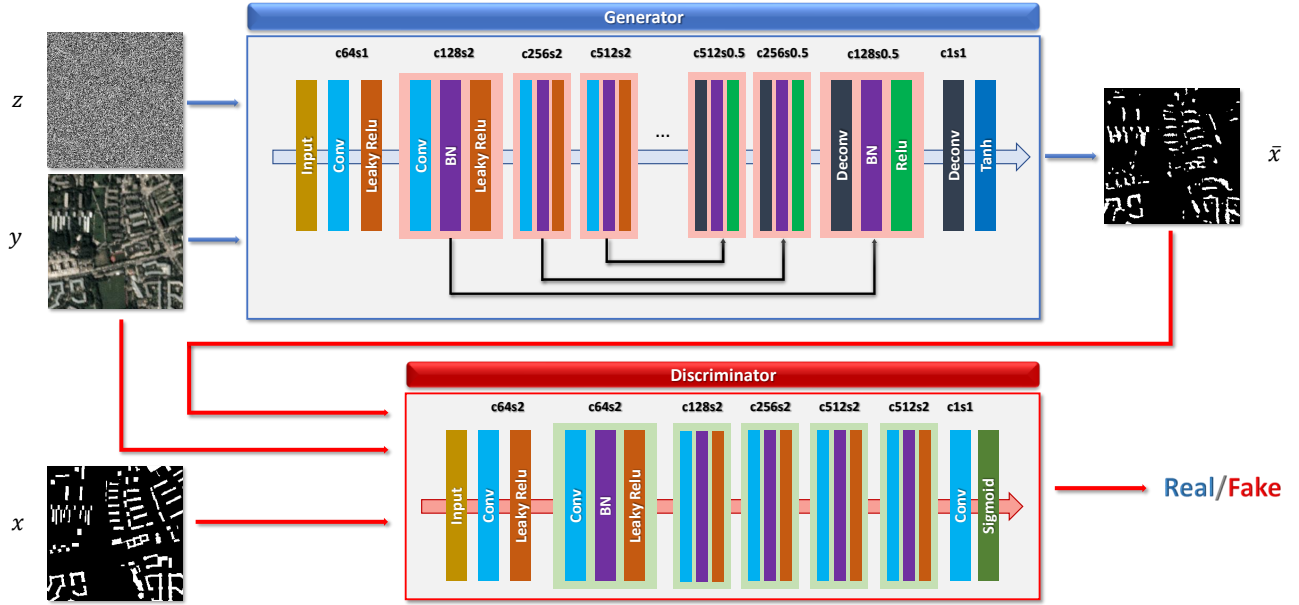 Generator
c64s1 c128s2 c256s2 c512s2 c512s0.5 c256s0.5 c128s0.5 c1s1
z
Input Conv Leaky Relu Conv BN Leaky Relu ... Deconv BN Relu Deconv Tanh
x̄
y
Discriminator
c64s2 c64s2 c128s2 c256s2 c512s2 c512s2 c1s1
Input Conv Leaky Relu Conv BN Leaky Relu Conv Sigmoid
Real/Fake
x